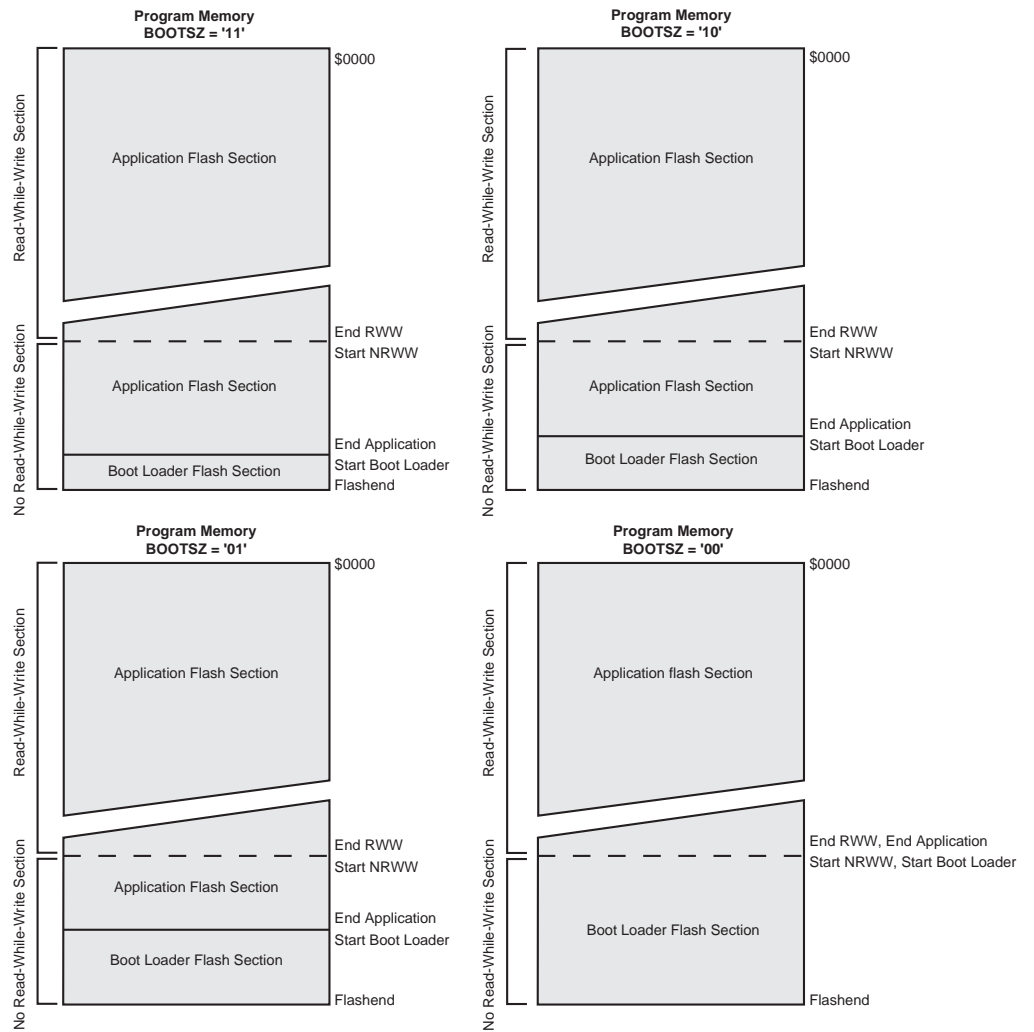 Program Memory
BOOTSZ = '11'
$0000
Read-While-Write Section
Application Flash Section
End RWW
Start NRWW
No Read-While-Write Section
Application Flash Section
End Application
Start Boot Loader
Boot Loader Flash Section
Flashend
Program Memory
BOOTSZ = '10'
$0000
Read-While-Write Section
Application Flash Section
End RWW
Start NRWW
No Read-While-Write Section
Application Flash Section
End Application
Start Boot Loader
Boot Loader Flash Section
Flashend
Program Memory
BOOTSZ = '01'
$0000
Read-While-Write Section
Application Flash Section
End RWW
Start NRWW
No Read-While-Write Section
Application Flash Section
End Application
Start Boot Loader
Boot Loader Flash Section
Flashend
Program Memory
BOOTSZ = '00'
$0000
Read-While-Write Section
Application flash Section
End RWW, End Application
Start NRWW, Start Boot Loader
No Read-While-Write Section
Boot Loader Flash Section
Flashend